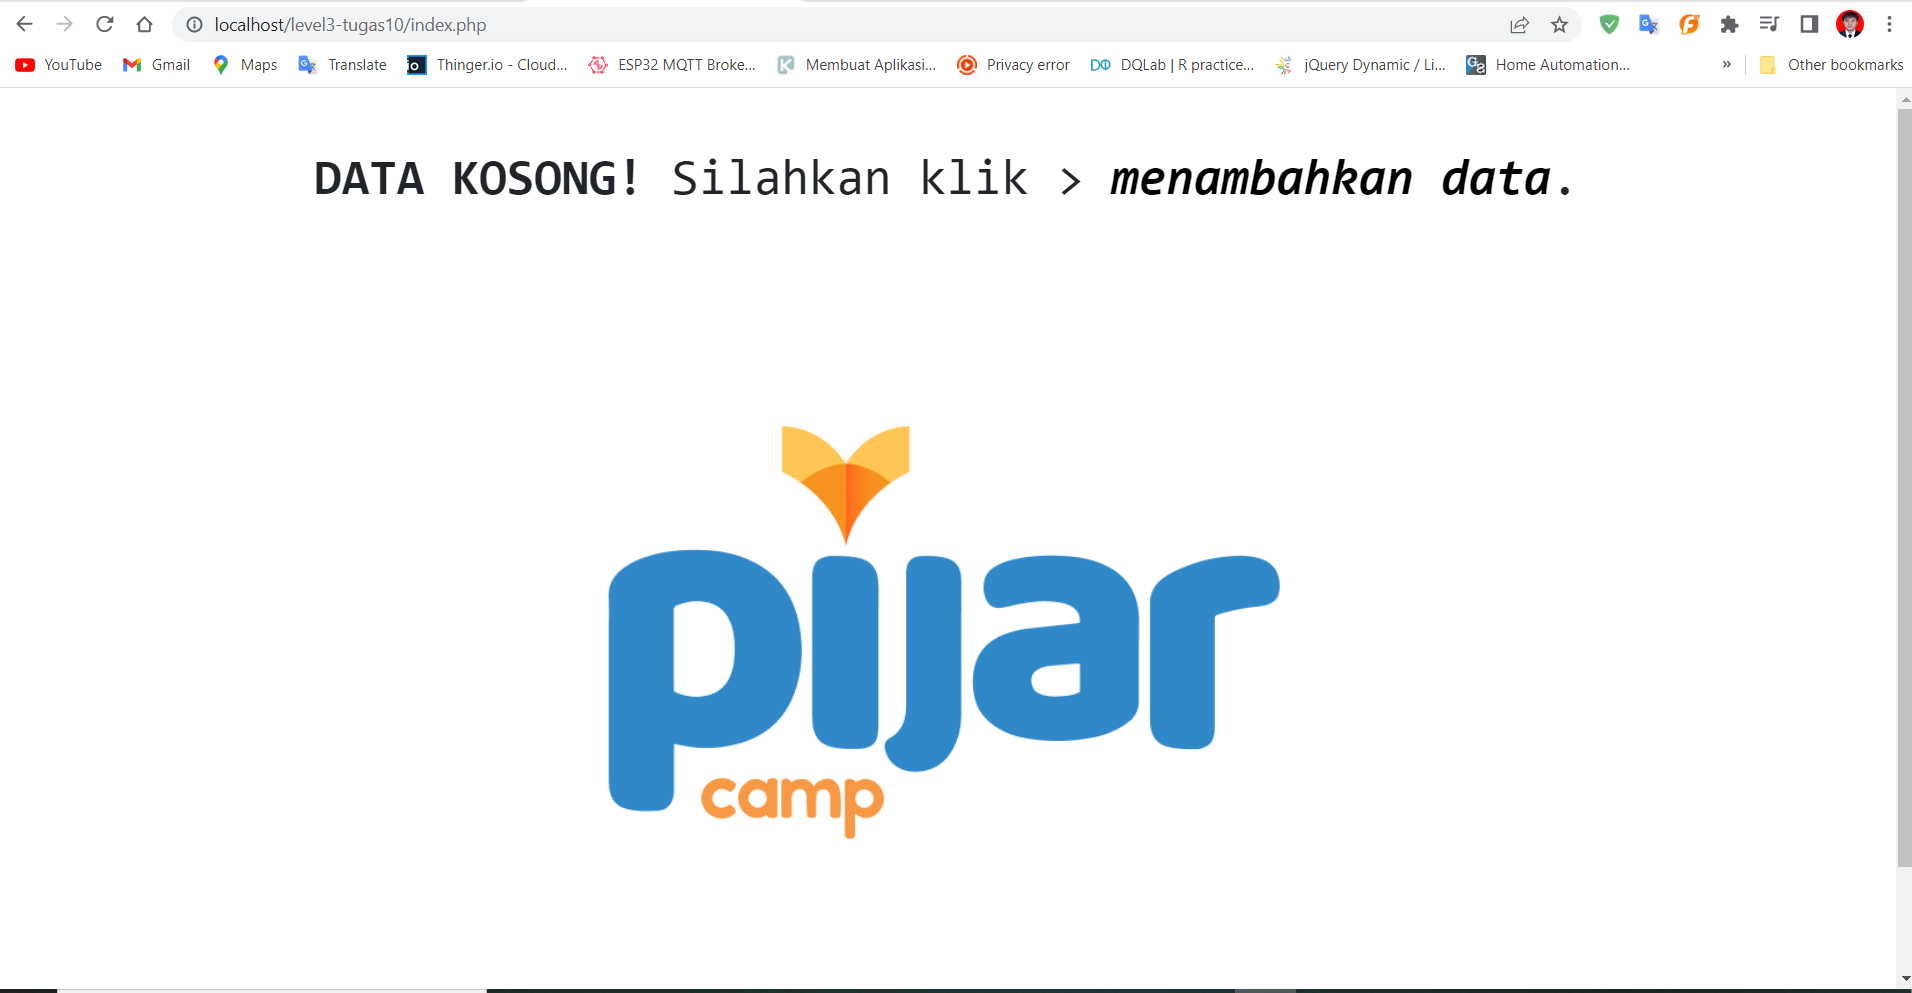 localhost/level3-tugas10/index.php
YouTube Gmail Maps Translate Thinger.io - Cloud... ESP32 MQTT Broke... Membuat Aplikasi... Privacy error DQLab | R practice... jQuery Dynamic / Li... Home Automation... » Other bookmarks
DATA KOSONG! Silahkan klik > menambahkan data.
pijar
camp